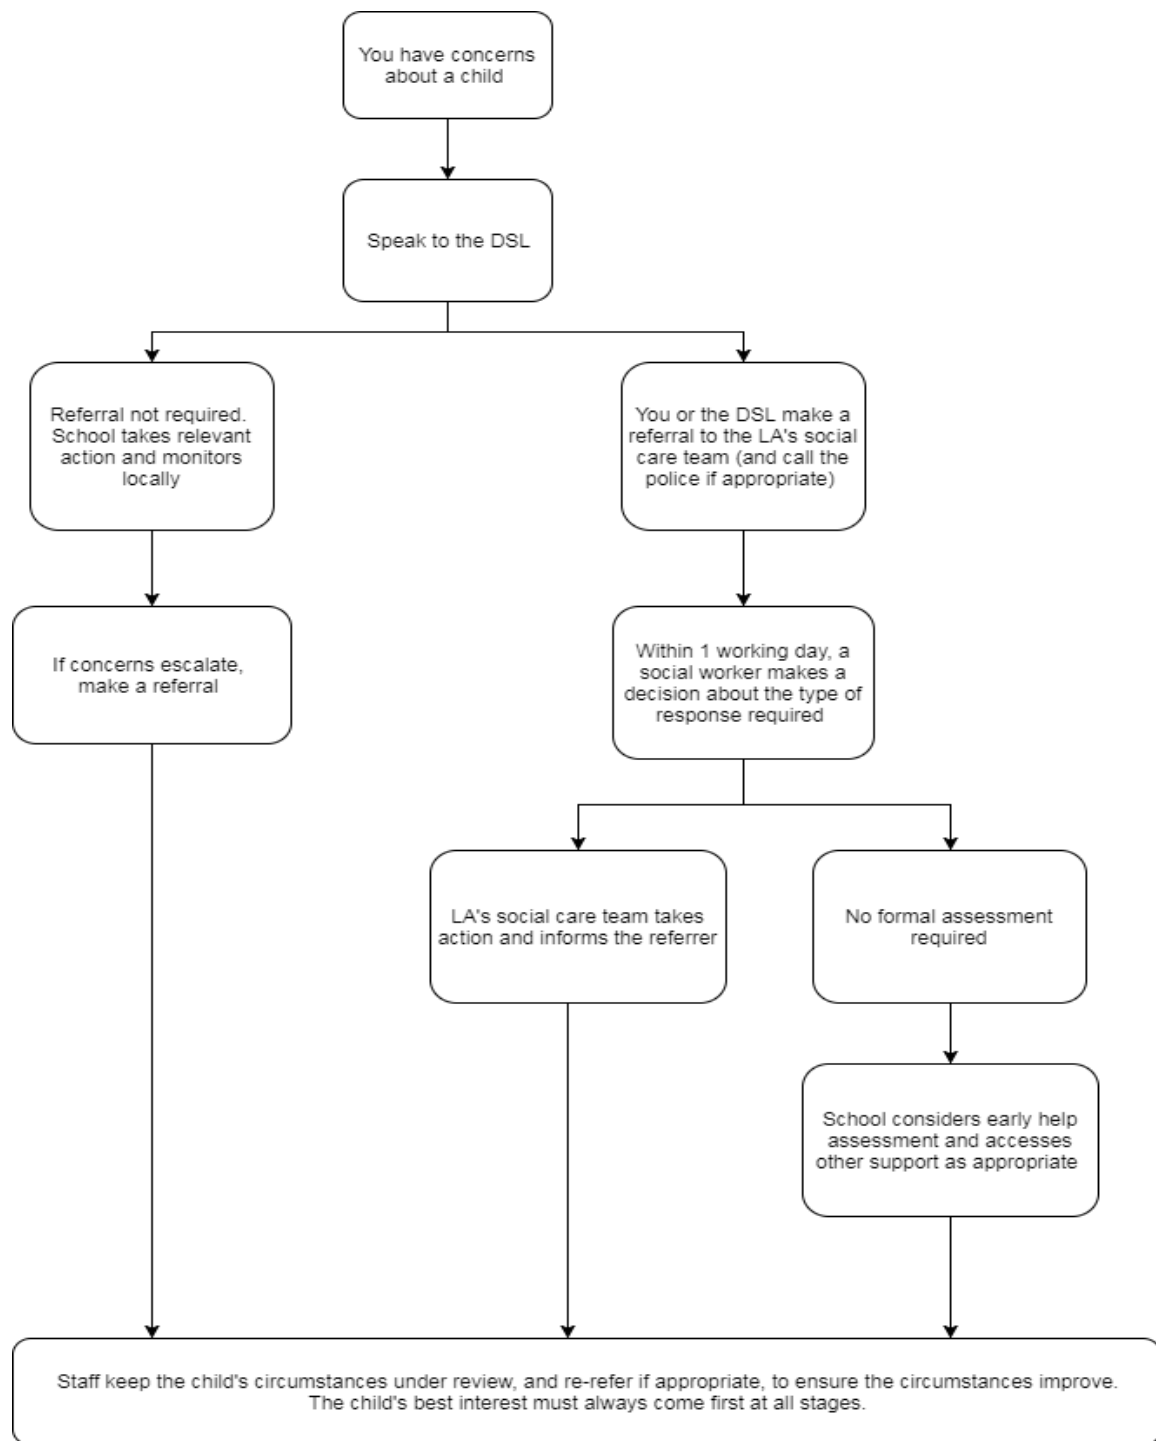 You have concerns
about a child
Speak to the DSL
Referral not required.
School takes relevant
action and monitors
locally
You or the DSL make a
referral to the LA's social
care team (and call the
police if appropriate)
If concerns escalate,
make a referral
Within 1 working day, a
social worker makes a
decision about the type of
response required
LA's social care team takes
action and informs the referrer
No formal assessment
required
School considers early help
assessment and accesses
other support as appropriate
Staff keep the child's circumstances under review, and re-refer if appropriate, to ensure the circumstances improve.
The child's best interest must always come first at all stages.